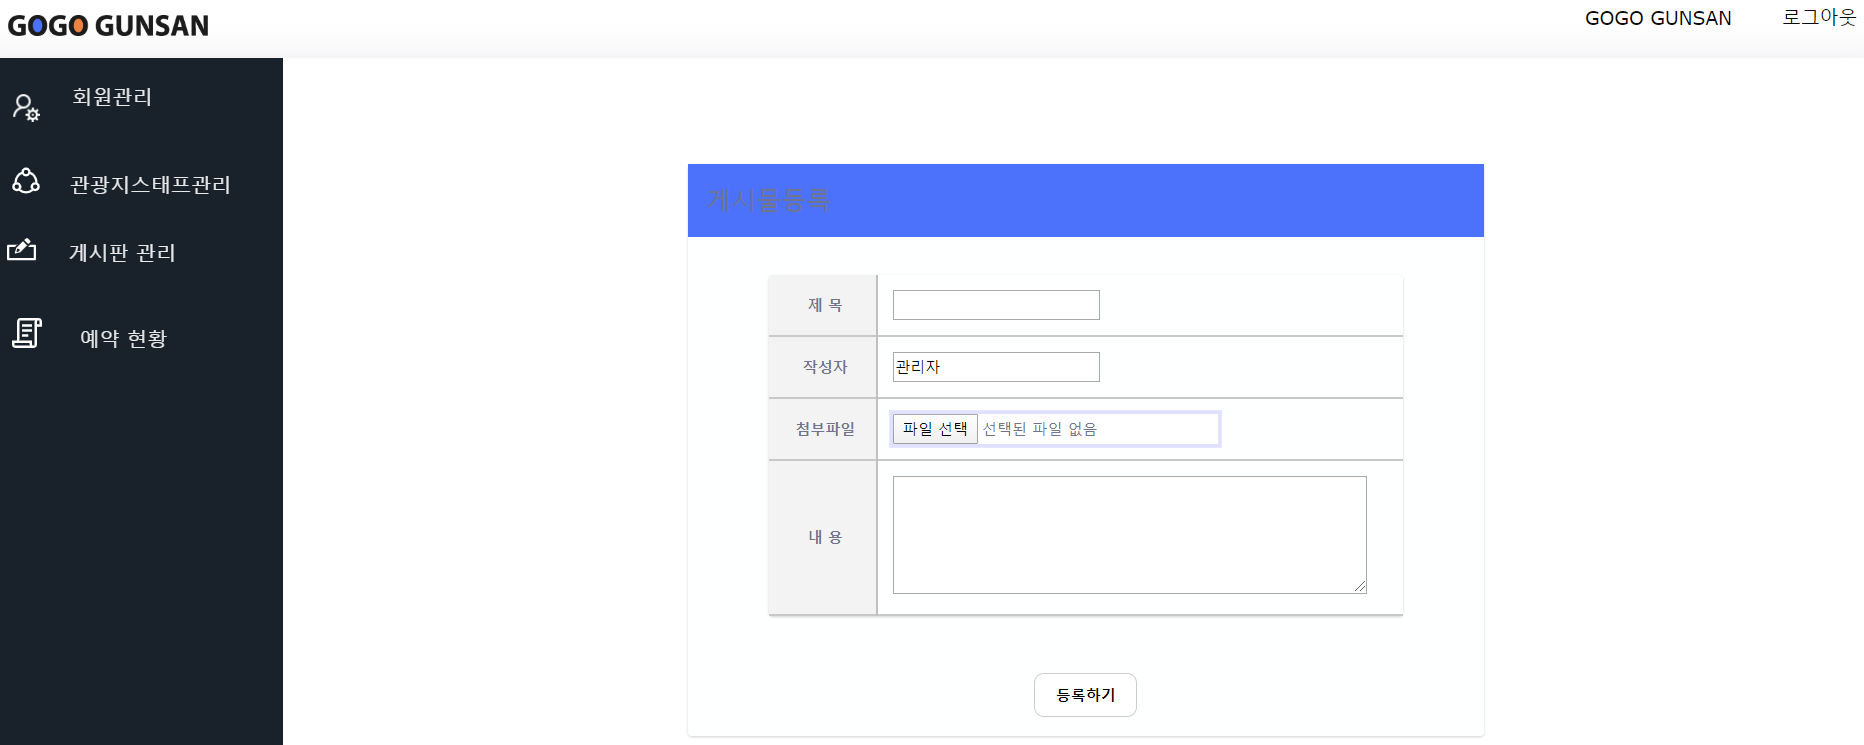 GOGO GUNSAN
GOGO GUNSAN 로그아웃
회원관리
관광지스태프관리
게시판 관리
예약 현황
게시물등록
제 목
작성자 관리자
첨부파일 파일 선택 선택된 파일 없음
내 용
등록하기